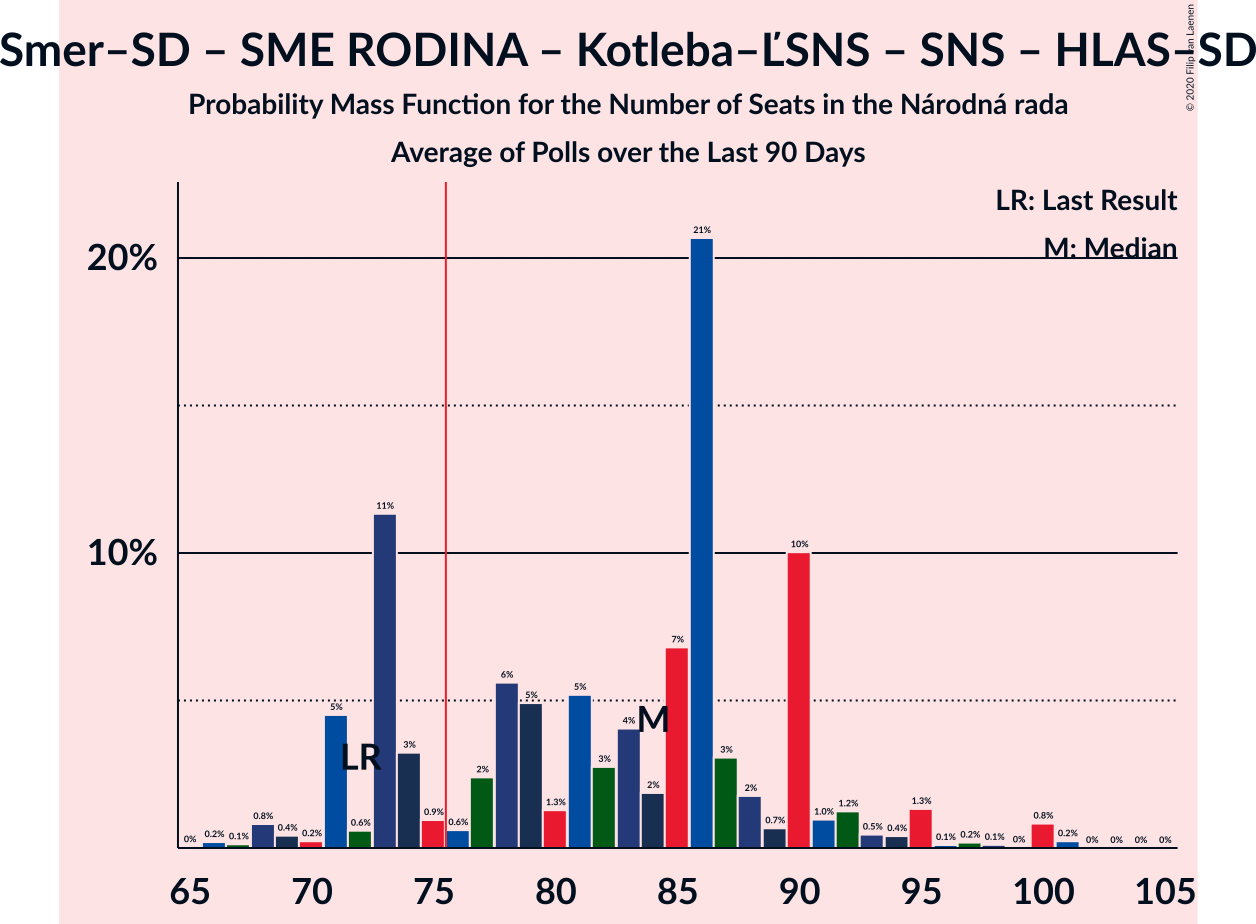 Smer–SD – SME RODINA – Kotleba–ĽSNS – SNS – HLAS–SD
© 2020 Filip van Laenen
Probability Mass Function for the Number of Seats in the Národná rada
Average of Polls over the Last 90 Days
LR: Last Result
M: Median
20%
10%
0% 0.2% 0.1% 0.8% 0.4% 0.2% 5% 0.6% 11% 3% 0.9% 0.6% 2% 6% 5% 1.3% 5% 3% 4% 2% 7% 21% 3% 2% 0.7% 10% 1.0% 1.2% 0.5% 0.4% 1.3% 0.1% 0.2% 0.1% 0% 0.8% 0.2% 0% 0% 0% 0%
LR M
65 70 75 80 85 90 95 100 105